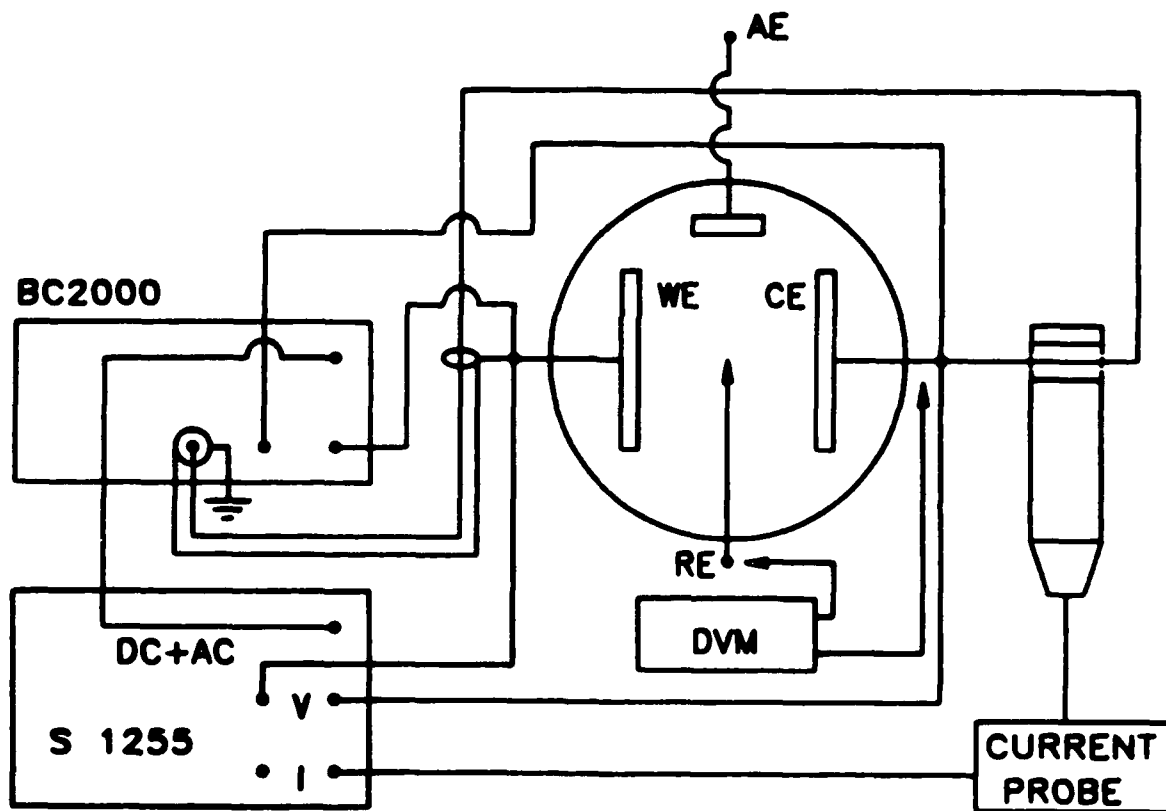 AE
BC2000
WE
CE
RE
DC+AC
DVM
V
S 1255
I
CURRENT
PROBE